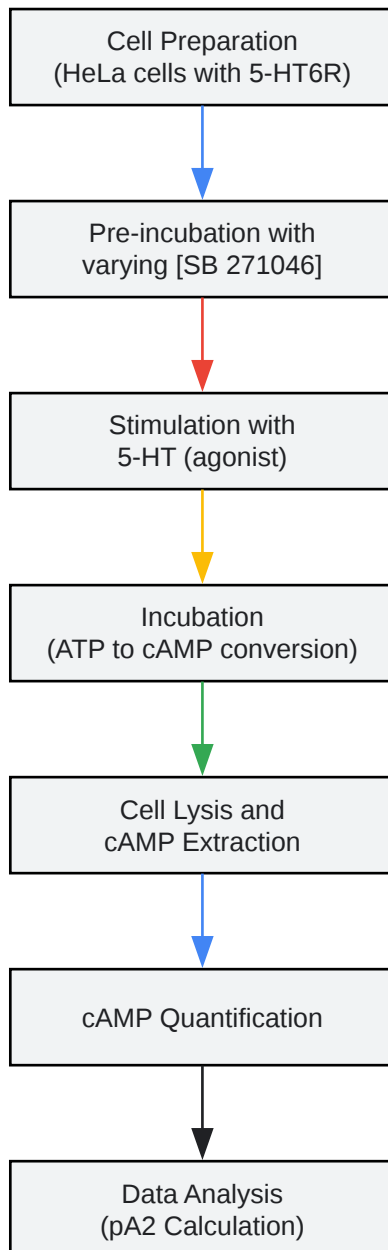 Cell Preparation
(HeLa cells with 5-HT6R)
Pre-incubation with
varying [SB 271046]
Stimulation with
5-HT (agonist)
Incubation
(ATP to cAMP conversion)
Cell Lysis and
cAMP Extraction
cAMP Quantification
Data Analysis
(pA2 Calculation)